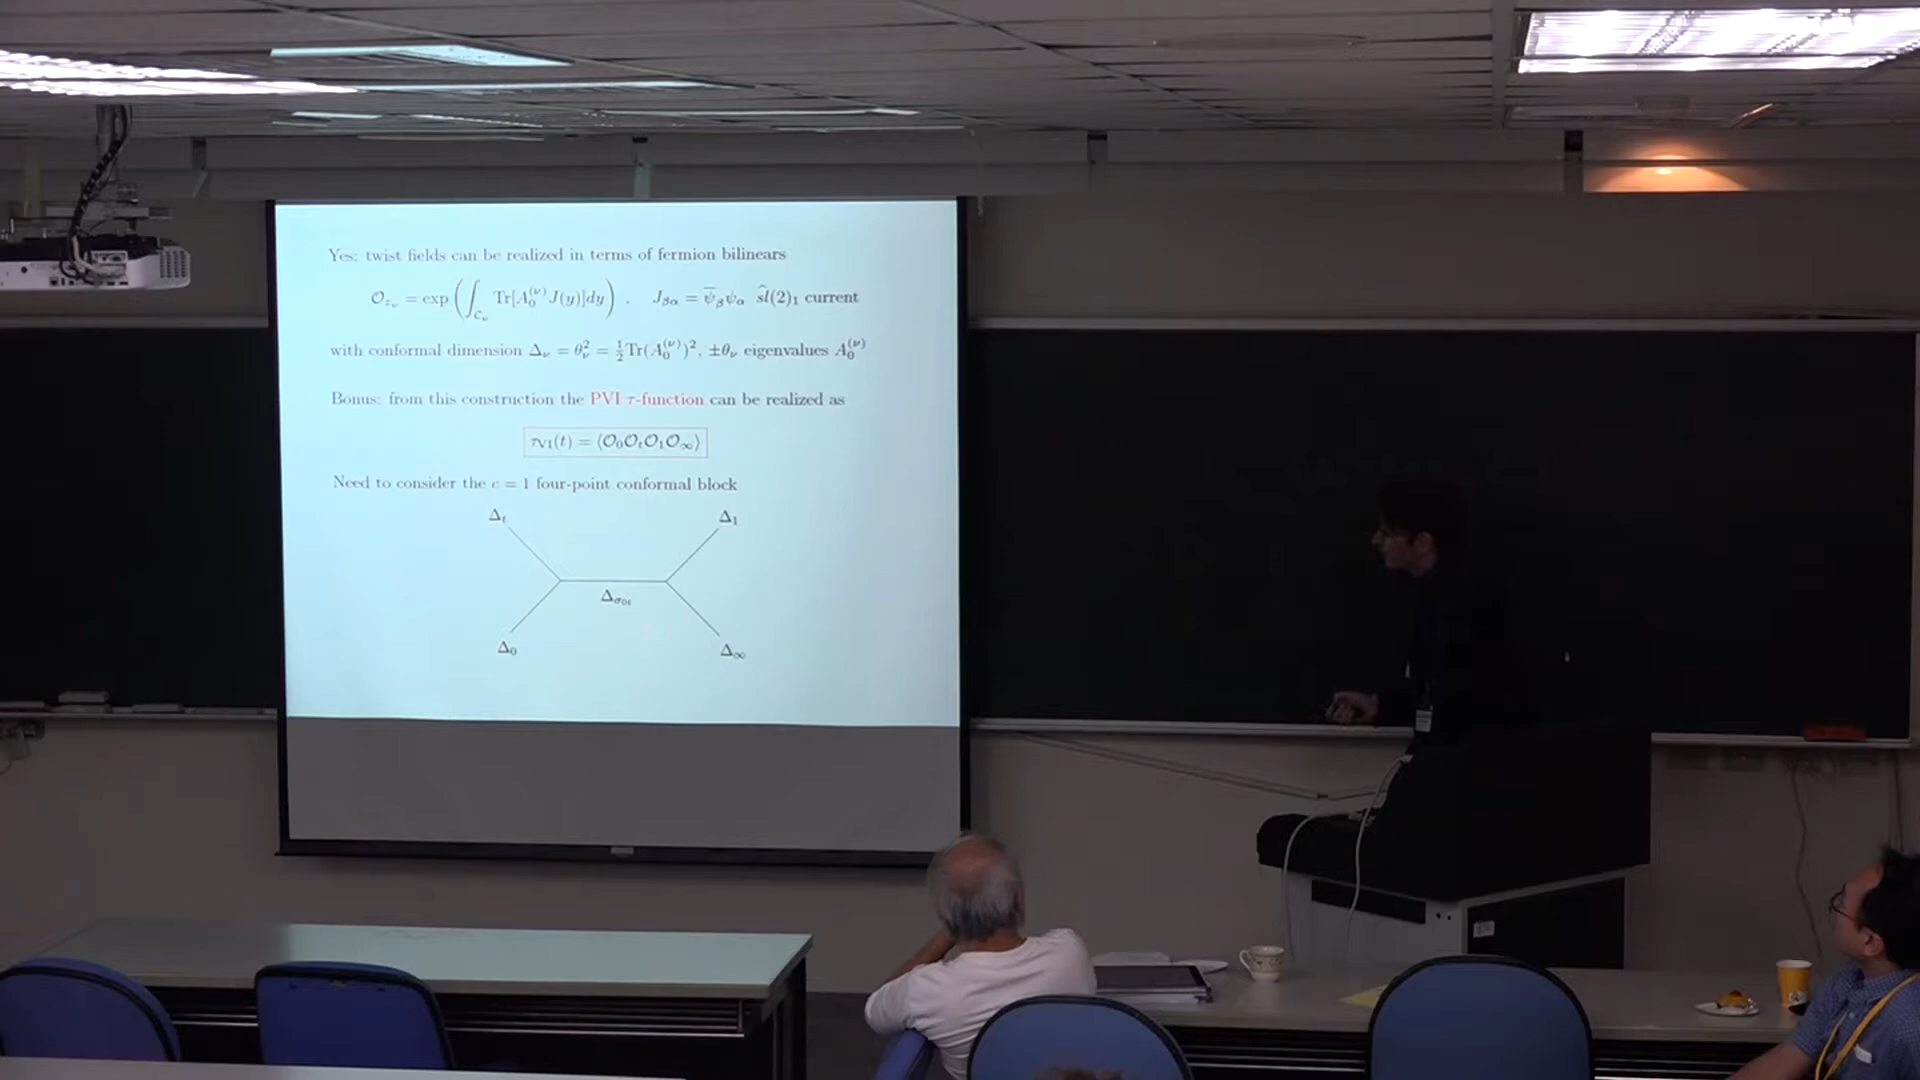 Yes: twist fields can be realized in terms of fermion bilinears
𝒪_{z_ν} = exp ( ∫_{𝒞_ν} Tr[A_0^{(ν)} J(y)]dy ) . J_{βα} = ψ̄_β ψ_α ŝl(2)_1 current
with conformal dimension Δ_ν = θ_ν^2 = ½Tr(A_0^{(ν)})^2, ±θ_ν eigenvalues A_0^{(ν)}
Bonus: from this construction the PVI τ-function can be realized as
τ_{VI}(t) = ⟨𝒪_0𝒪_t𝒪_1𝒪_∞⟩
Need to consider the c = 1 four-point conformal block
Δ_t Δ_1
Δ_{σ_{0t}}
Δ_0 Δ_∞